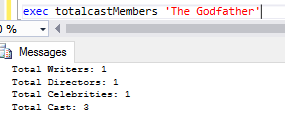 exec totalcastMembers 'The Godfather'
0 %
Messages
Total Writers: 1
Total Directors: 1
Total Celebrities: 1
Total Cast: 3